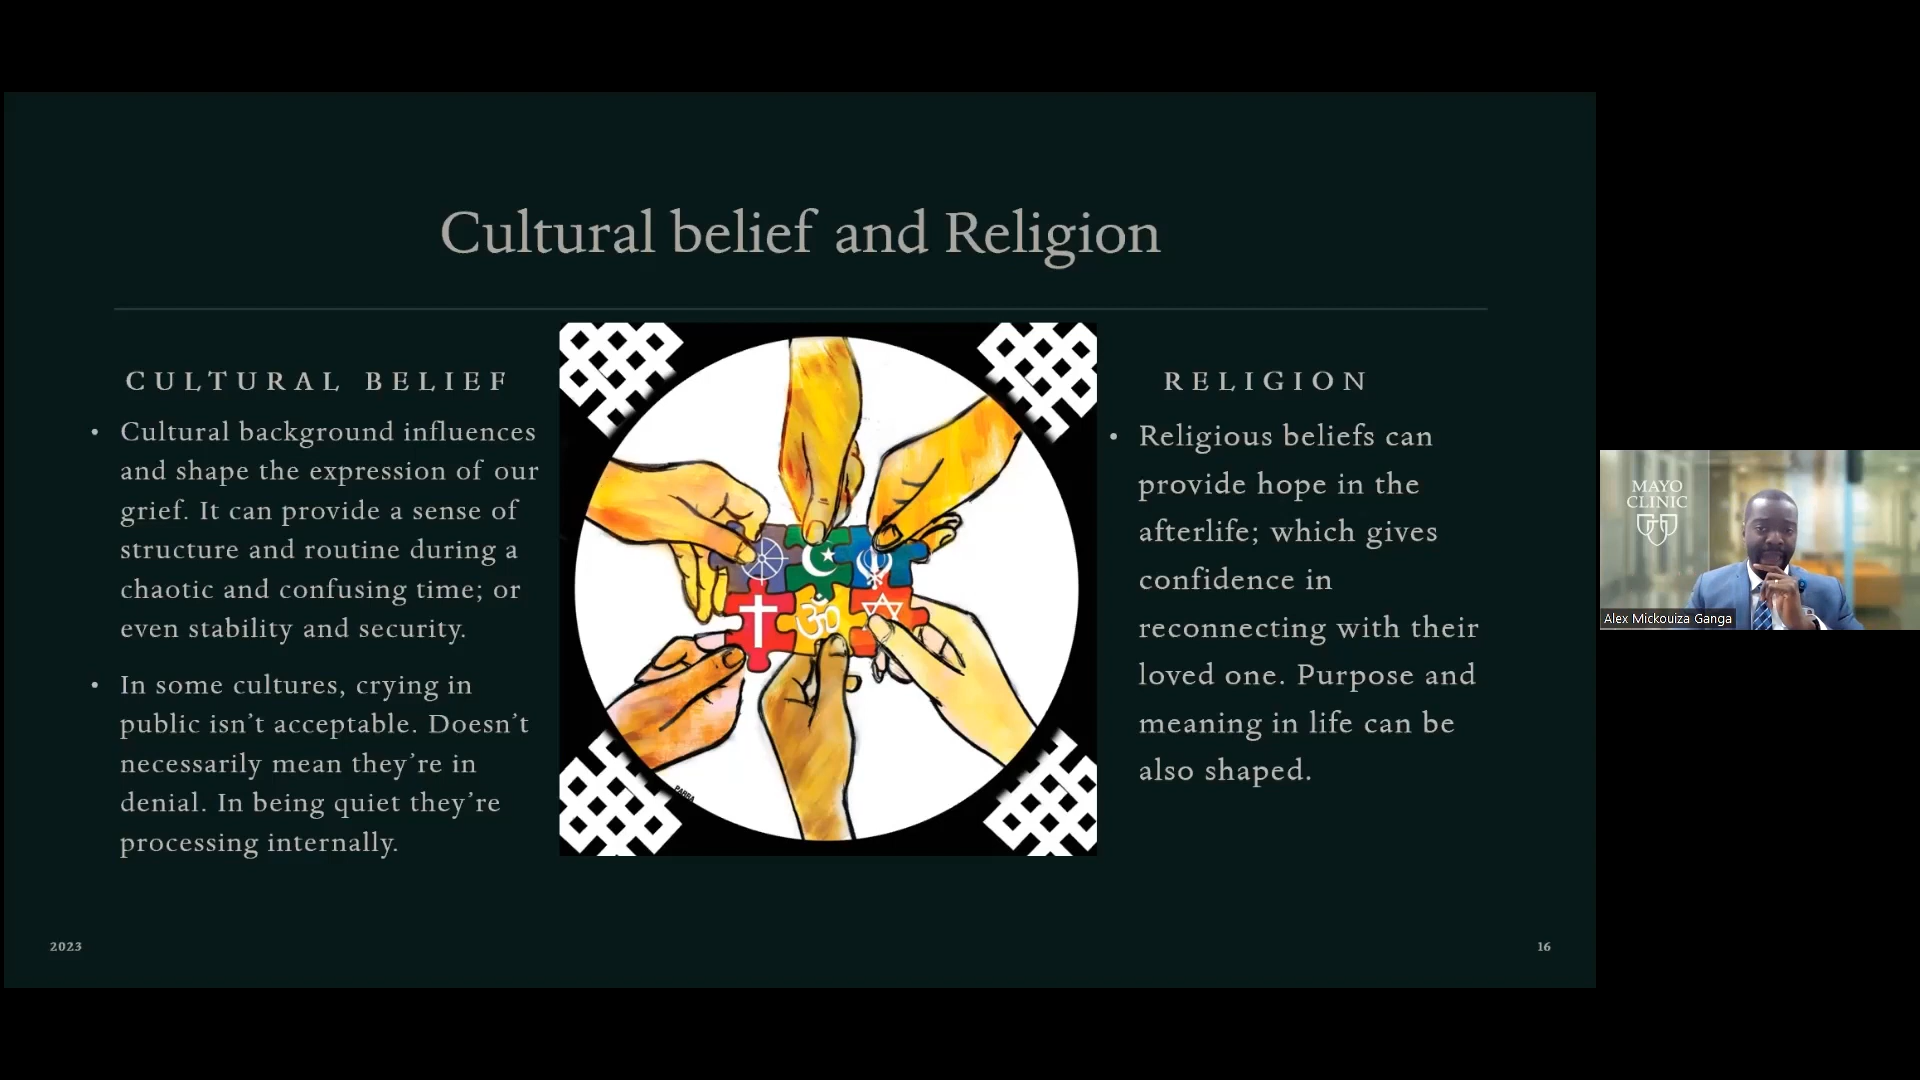 Cultural belief and Religion
CULTURAL BELIEF
• Cultural background influences
and shape the expression of our
grief. It can provide a sense of
structure and routine during a
chaotic and confusing time; or
even stability and security.
• In some cultures, crying in
public isn’t acceptable. Doesn’t
necessarily mean they’re in
denial. In being quiet they’re
processing internally.
PARRA
RELIGION
• Religious beliefs can
provide hope in the
afterlife; which gives
confidence in
reconnecting with their
loved one. Purpose and
meaning in life can be
also shaped.
2023
16
MAYO
CLINIC
Alex Mickouiza Ganga